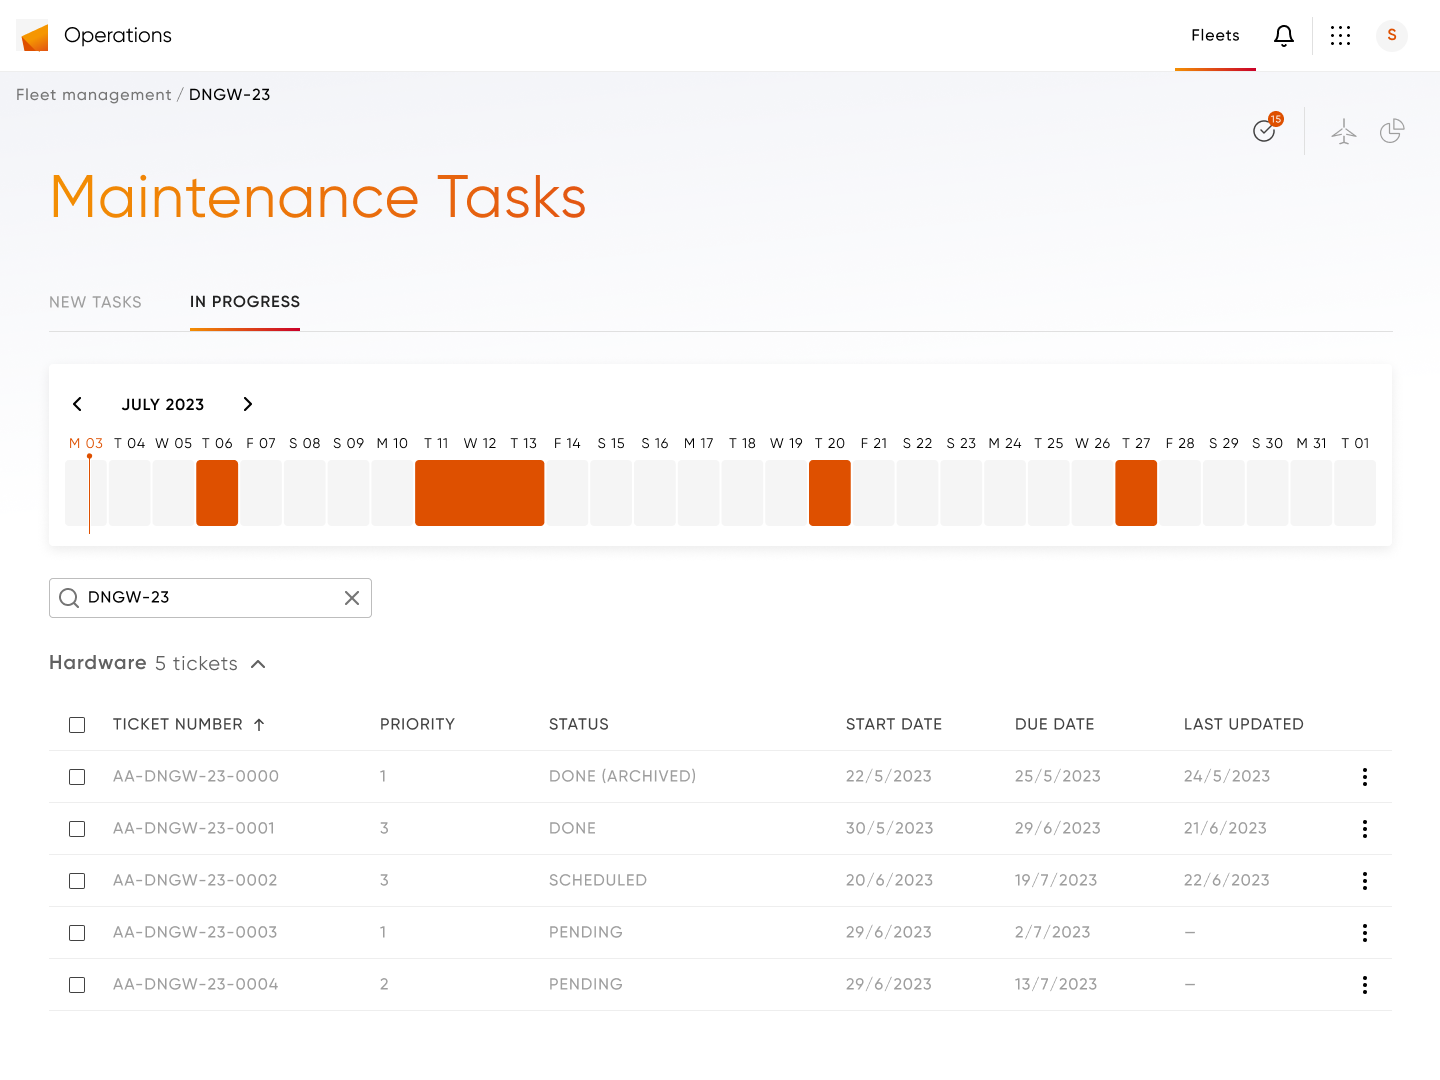 Operations
Fleets
S
Fleet management / DNGW-23
15
Maintenance Tasks
NEW TASKS
IN PROGRESS
JULY 2023
M 03 T 04 W 05 T 06 F 07 S 08 S 09 M 10 T 11 W 12 T 13 F 14 S 15 S 16 M 17 T 18 W 19 T 20 F 21 S 22 S 23 M 24 T 25 W 26 T 27 F 28 S 29 S 30 M 31 T 01
DNGW-23
Hardware 5 tickets
TICKET NUMBER ↑ PRIORITY STATUS START DATE DUE DATE LAST UPDATED
AA-DNGW-23-0000 1 DONE (ARCHIVED) 22/5/2023 25/5/2023 24/5/2023
AA-DNGW-23-0001 3 DONE 30/5/2023 29/6/2023 21/6/2023
AA-DNGW-23-0002 3 SCHEDULED 20/6/2023 19/7/2023 22/6/2023
AA-DNGW-23-0003 1 PENDING 29/6/2023 2/7/2023 –
AA-DNGW-23-0004 2 PENDING 29/6/2023 13/7/2023 –